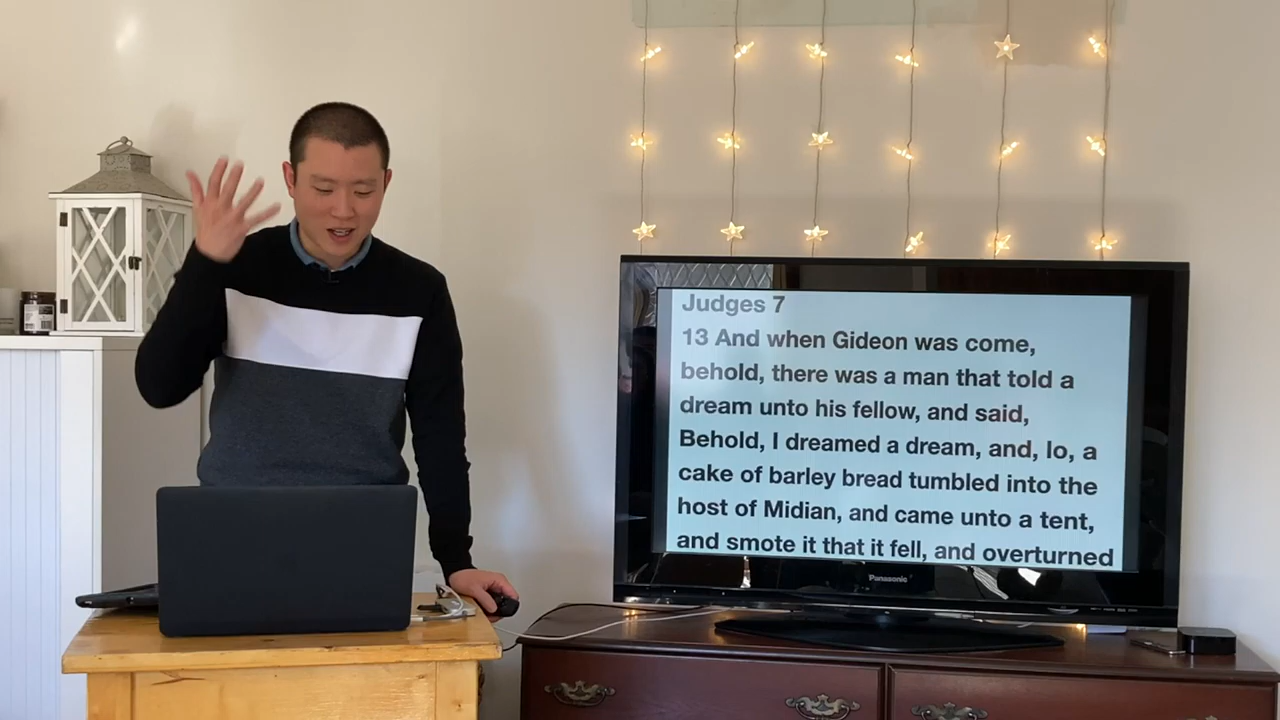 Judges 7
13 And when Gideon was come,
behold, there was a man that told a
dream unto his fellow, and said,
Behold, I dreamed a dream, and, lo, a
cake of barley bread tumbled into the
host of Midian, and came unto a tent,
and smote it that it fell, and overturned
Panasonic